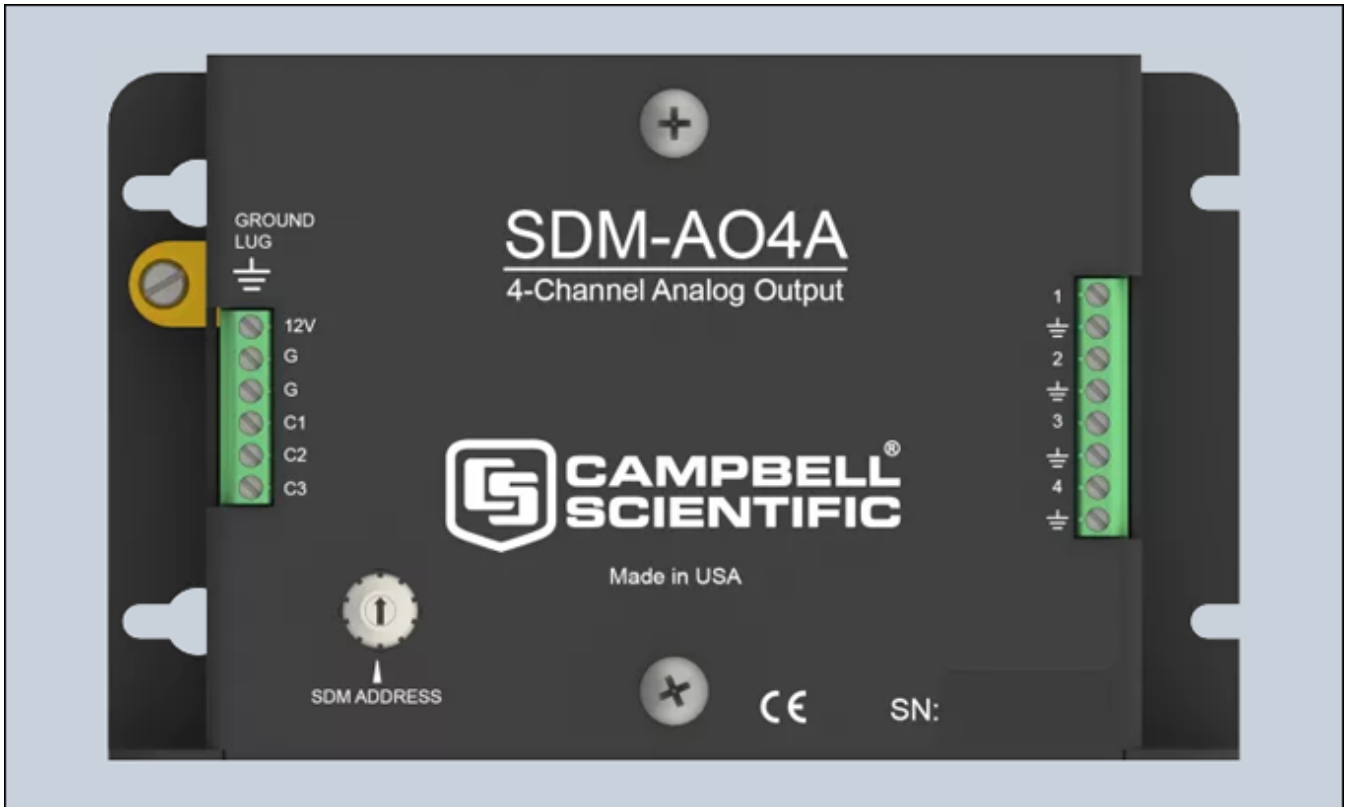 GROUND
LUG
12V
G
G
C1
C2
C3
SDM-AO4A
4-Channel Analog Output
1
2
3
4
CS
CAMPBELL®
SCIENTIFIC
Made in USA
SDM ADDRESS
CE
SN: